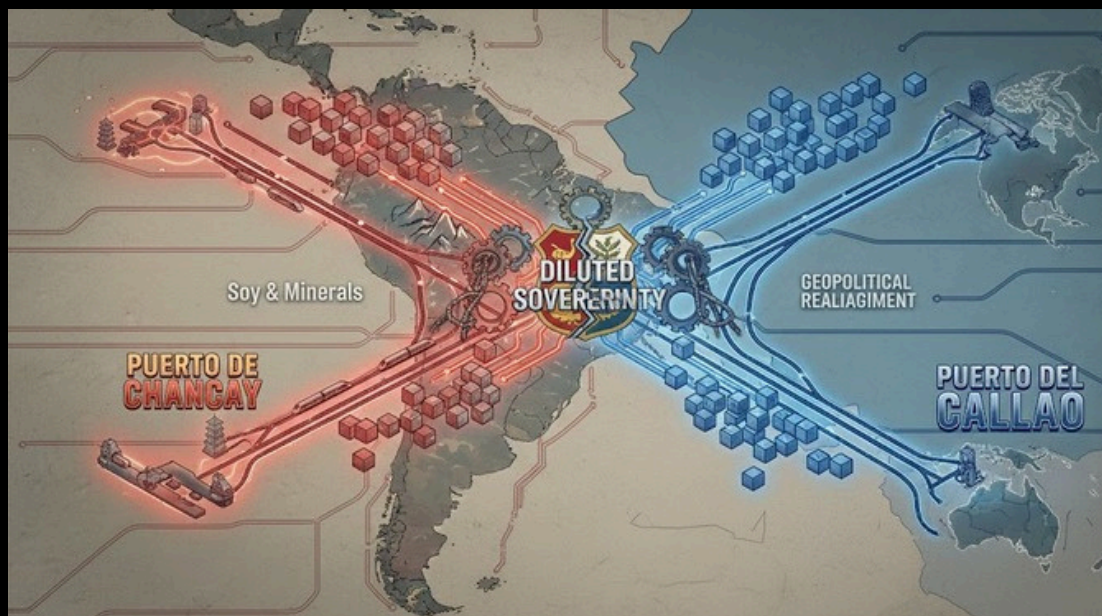 DILUTED
SOVERERINTY
Soy & Minerals
GEOPOLITICAL
REALIAGIMENT
PUERTO DE
CHANCAY
PUERTO DEL
CALLAO